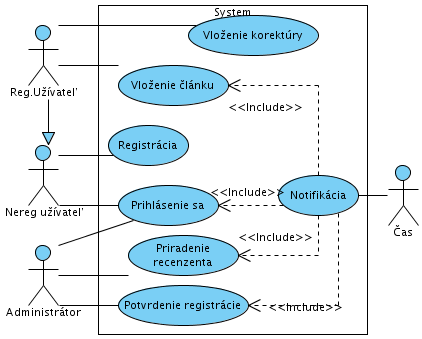 System
Vloženie korektúry
Reg.Užívateľ
Vloženie článku
<<Include>>
Registrácia
Nereg užívateľ
Prihlásenie sa
<<Include>>
Notifikácia
Čas
Priradenie
recenzenta
<<Include>>
Administrátor
Potvrdenie registrácie
<<Include>>